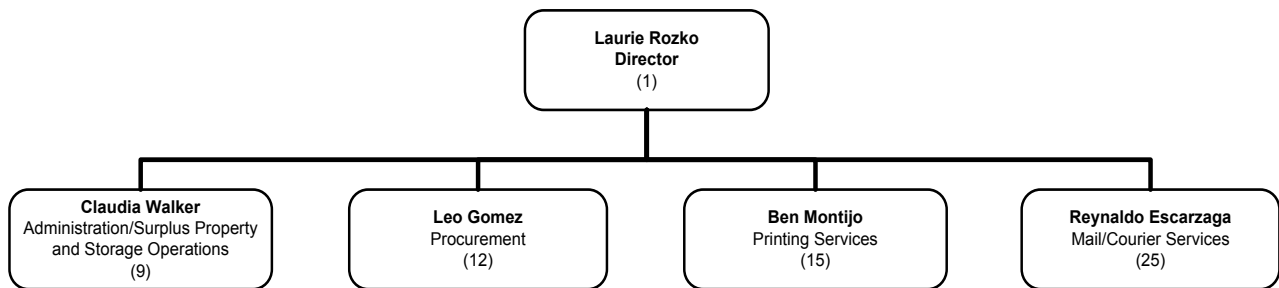 Laurie Rozko
Director
(1)
Claudia Walker
Administration/Surplus Property
and Storage Operations
(9)
Leo Gomez
Procurement
(12)
Ben Montijo
Printing Services
(15)
Reynaldo Escarzaga
Mail/Courier Services
(25)